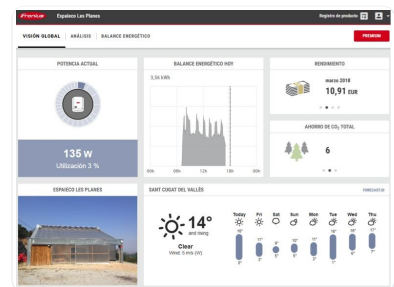 Fronius
Espaieco Les Planes
Registro de producto
VISIÓN GLOBAL
ANÁLISIS
BALANCE ENERGÉTICO
PREMIUM
POTENCIA ACTUAL
135 W
Utilización 3 %
BALANCE ENERGÉTICO HOY
3,56 kWh
00h 06h 12h 18h 00h
RENDIMIENTO
marzo 2018
10,91 EUR
AHORRO DE CO₂ TOTAL
6
ESPAIECO LES PLANES
SANT CUGAT DEL VALLÈS
14°
and rising
Clear
Wind: 5 m/s (W)
Today Fri Sat Sun Mon Tue Wed Thu